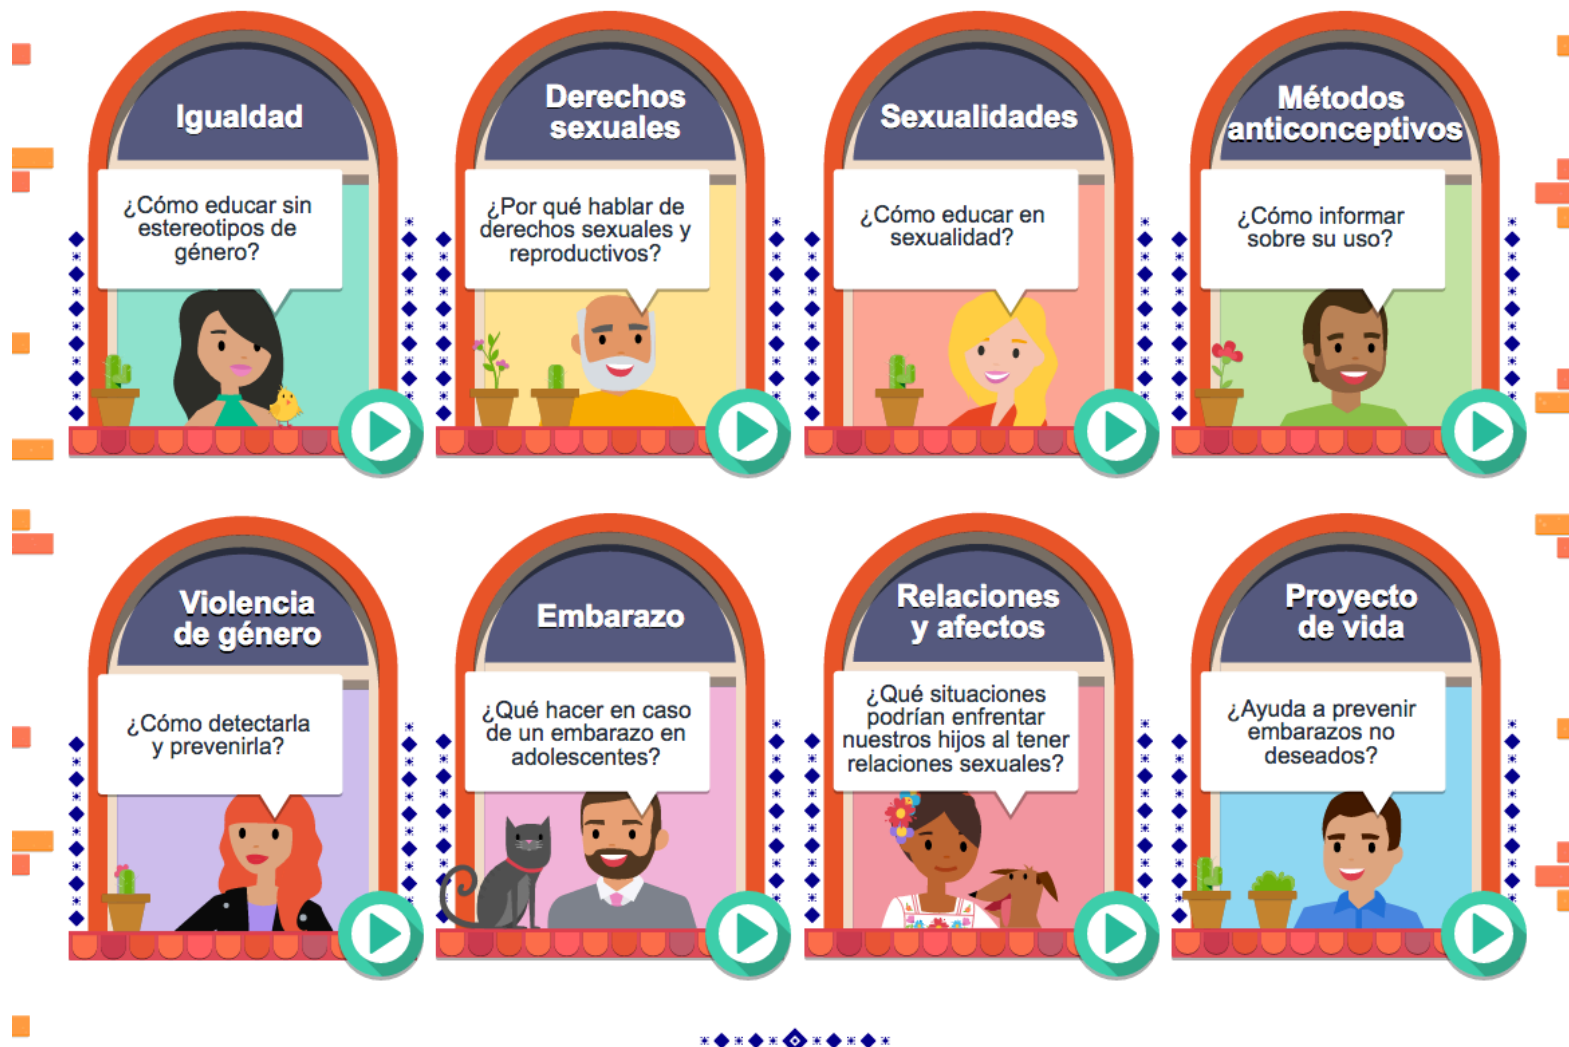 Igualdad
¿Cómo educar sin
estereotipos de
género?
Derechos
sexuales
¿Por qué hablar de
derechos sexuales y
reproductivos?
Sexualidades
¿Cómo educar en
sexualidad?
Métodos
anticonceptivos
¿Cómo informar
sobre su uso?
Violencia
de género
¿Cómo detectarla
y prevenirla?
Embarazo
¿Qué hacer en caso
de un embarazo en
adolescentes?
Relaciones
y afectos
¿Qué situaciones
podrían enfrentar
nuestros hijos al tener
relaciones sexuales?
Proyecto
de vida
¿Ayuda a prevenir
embarazos no
deseados?